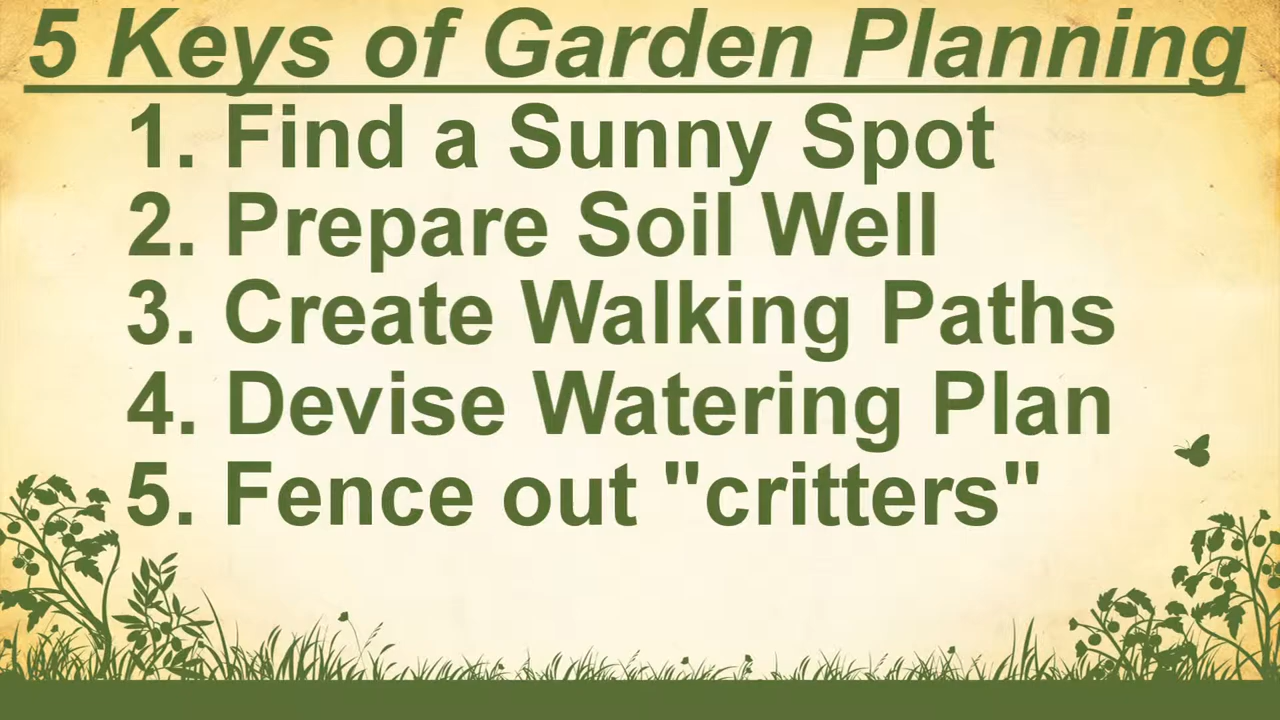 5 Keys of Garden Planning
1. Find a Sunny Spot
2. Prepare Soil Well
3. Create Walking Paths
4. Devise Watering Plan
5. Fence out "critters"